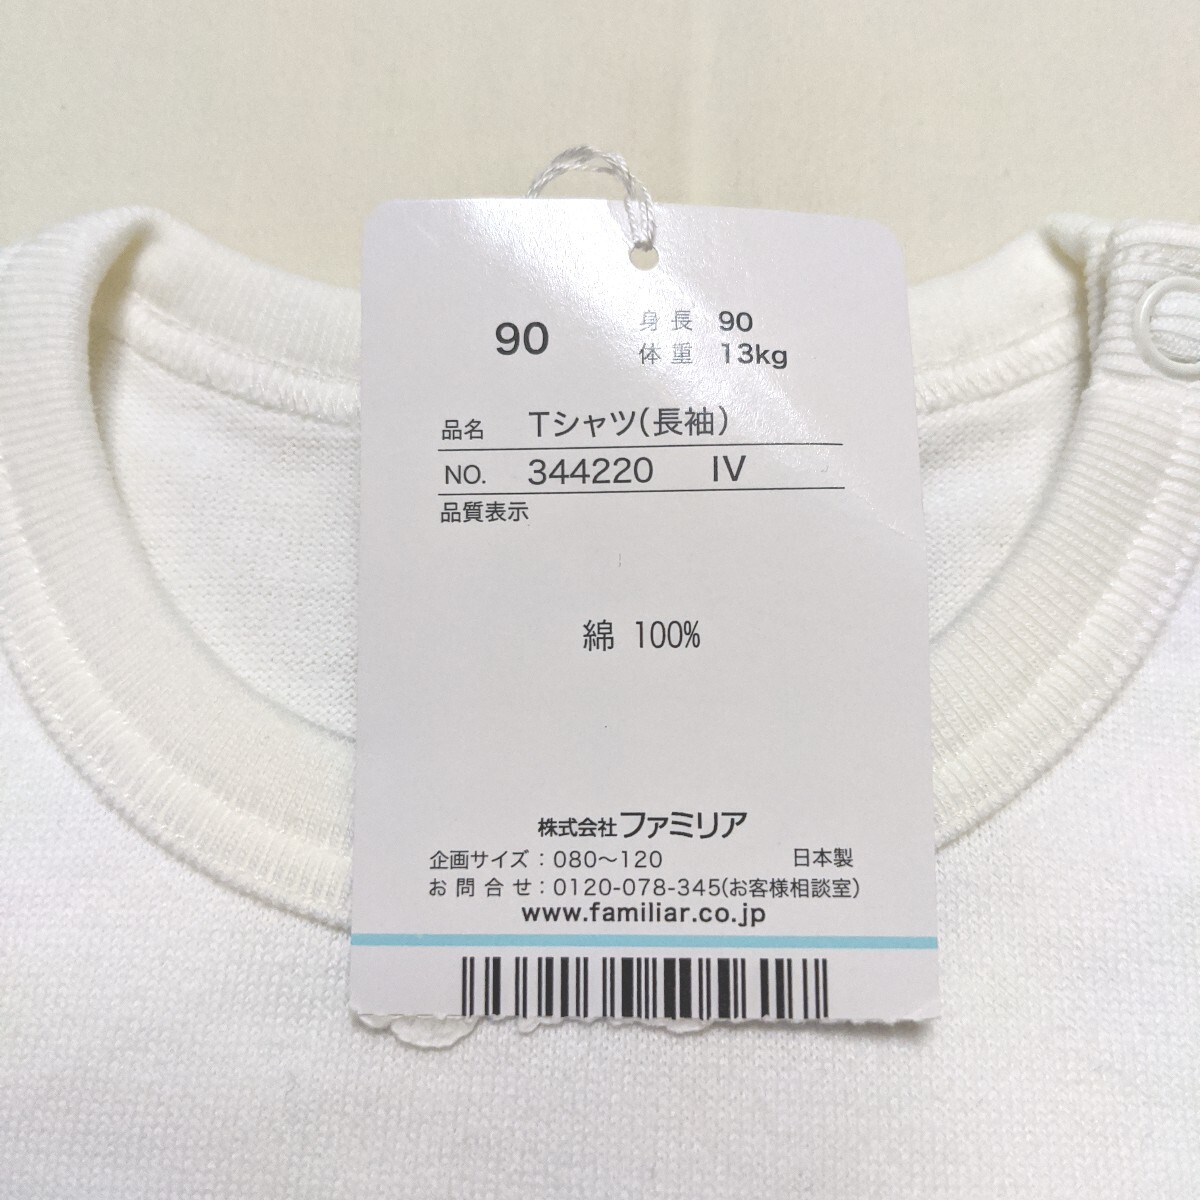 90
身長 90
体重 13kg
品名 Tシャツ(長袖)
NO. 344220 IV
品質表示
綿 100%
株式会社ファミリア
企画サイズ:080〜120 日本製
お問合せ:0120-078-345(お客様相談室)
www.familiar.co.jp